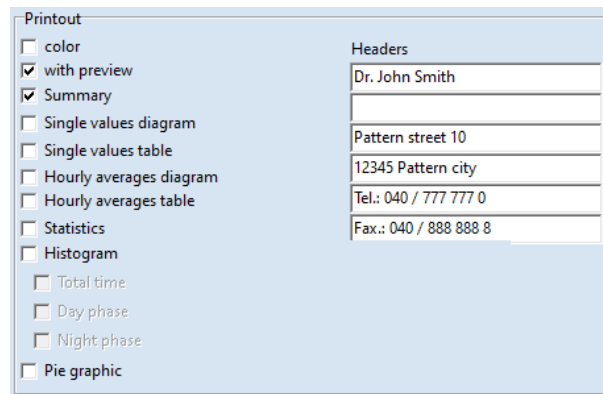 Printout
color
with preview
Summary
Single values diagram
Single values table
Hourly averages diagram
Hourly averages table
Statistics
Histogram
Total time
Day phase
Night phase
Pie graphic
Headers
Dr. John Smith
Pattern street 10
12345 Pattern city
Tel.: 040 / 777 777 0
Fax.: 040 / 888 888 8